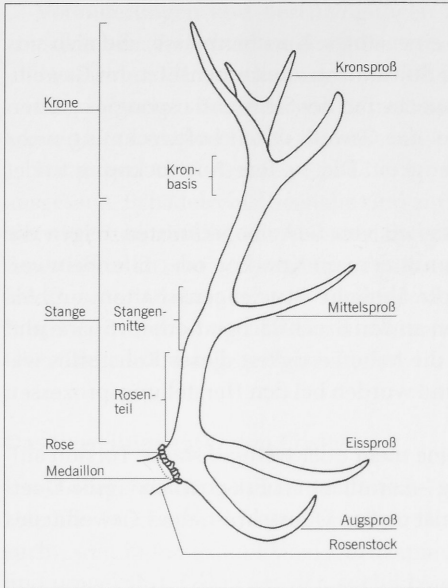 Krone
Kronsproß
Kron-
basis
Stange
Stangen-
mitte
Mittelsproß
Rosen-
teil
Rose
Medaillon
Eissproß
Augsproß
Rosenstock